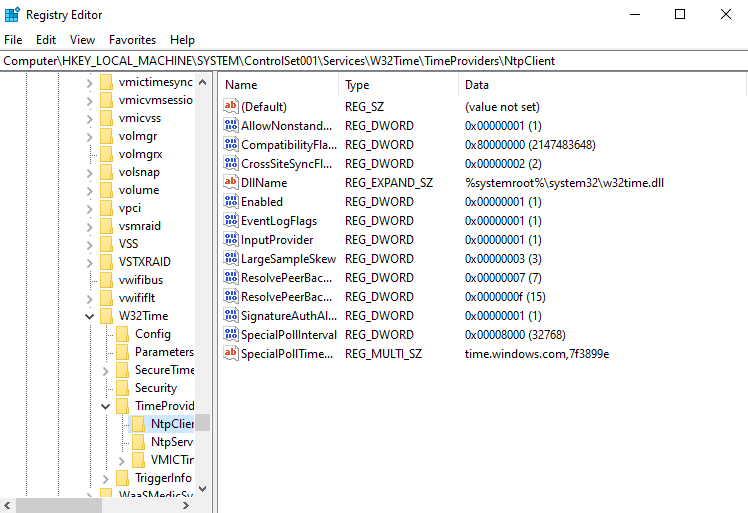 Registry Editor
File Edit View Favorites Help
Computer\HKEY_LOCAL_MACHINE\SYSTEM\ControlSet001\Services\W32Time\TimeProviders\NtpClient
vmictimesync
vmicvmsessio
vmicvss
volmgr
volmgrx
volsnap
volume
vpci
vsmraid
VSS
VSTXRAID
vwifibus
vwififlt
W32Time
Config
Parameters
SecureTime
Security
TimeProvid
NtpClien
NtpServ
VMICTin
TriggerInfo
WaaSMedicSv
Name Type Data
(Default) REG_SZ (value not set)
AllowNonstand... REG_DWORD 0x00000001 (1)
CompatibilityFla... REG_DWORD 0x80000000 (2147483648)
CrossSiteSyncFl... REG_DWORD 0x00000002 (2)
DllName REG_EXPAND_SZ %systemroot%\system32\w32time.dll
Enabled REG_DWORD 0x00000001 (1)
EventLogFlags REG_DWORD 0x00000001 (1)
InputProvider REG_DWORD 0x00000001 (1)
LargeSampleSkew REG_DWORD 0x00000003 (3)
ResolvePeerBac... REG_DWORD 0x00000007 (7)
ResolvePeerBac... REG_DWORD 0x0000000f (15)
SignatureAuthAl... REG_DWORD 0x00000001 (1)
SpecialPollInterval REG_DWORD 0x00008000 (32768)
SpecialPollTime... REG_MULTI_SZ time.windows.com,7f3899e